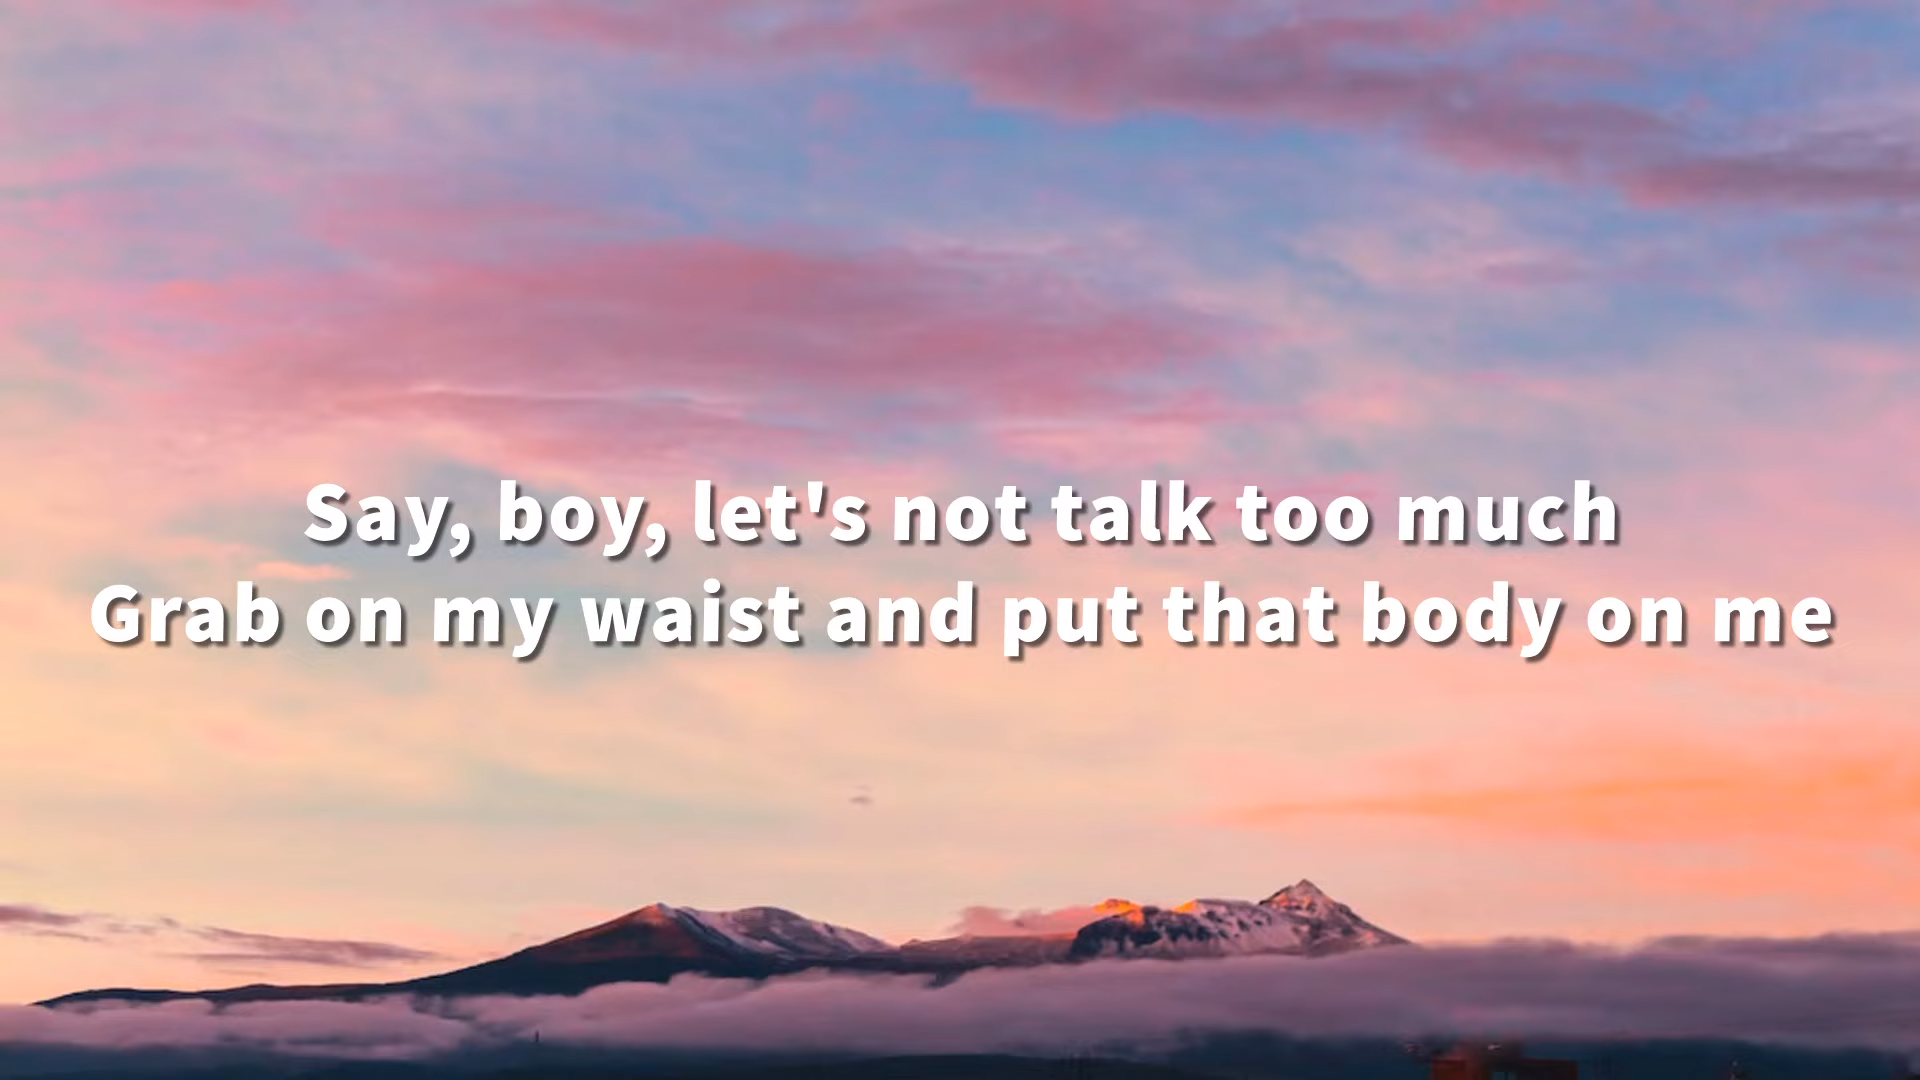 Say, boy, let's not talk too much
Grab on my waist and put that body on me